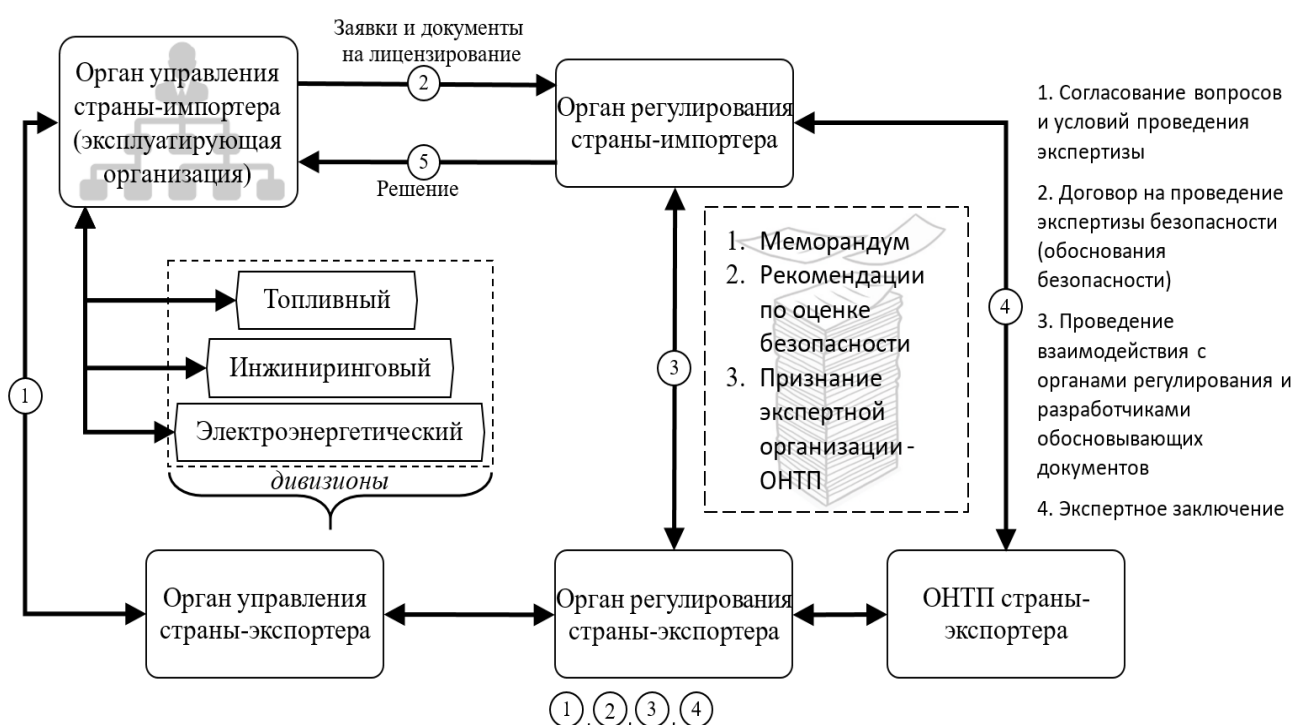 Заявки и документы
на лицензирование
Орган управления
страны-импортера
(эксплуатирующая
организация)
2
Орган регулирования
страны-импортера
5
Решение
1. Согласование вопросов
и условий проведения
экспертизы
2. Договор на проведение
экспертизы безопасности
(обоснования
безопасности)
3. Проведение
взаимодействия с
органами регулирования и
разработчиками
обосновывающих
документов
4. Экспертное заключение
1. Меморандум
2. Рекомендации
по оценке
безопасности
3. Признание
экспертной
организации -
ОНТП
4
3
1
Топливный
Инжиниринговый
Электроэнергетический
дивизионы
Орган управления
страны-экспортера
Орган регулирования
страны-экспортера
ОНТП страны-
экспортера
1, 2, 3, 4